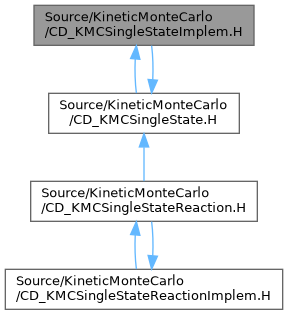 Source/KineticMonteCarlo
/CD_KMCSingleStateImplem.H
Source/KineticMonteCarlo
/CD_KMCSingleState.H
Source/KineticMonteCarlo
/CD_KMCSingleStateReaction.H
Source/KineticMonteCarlo
/CD_KMCSingleStateReactionImplem.H